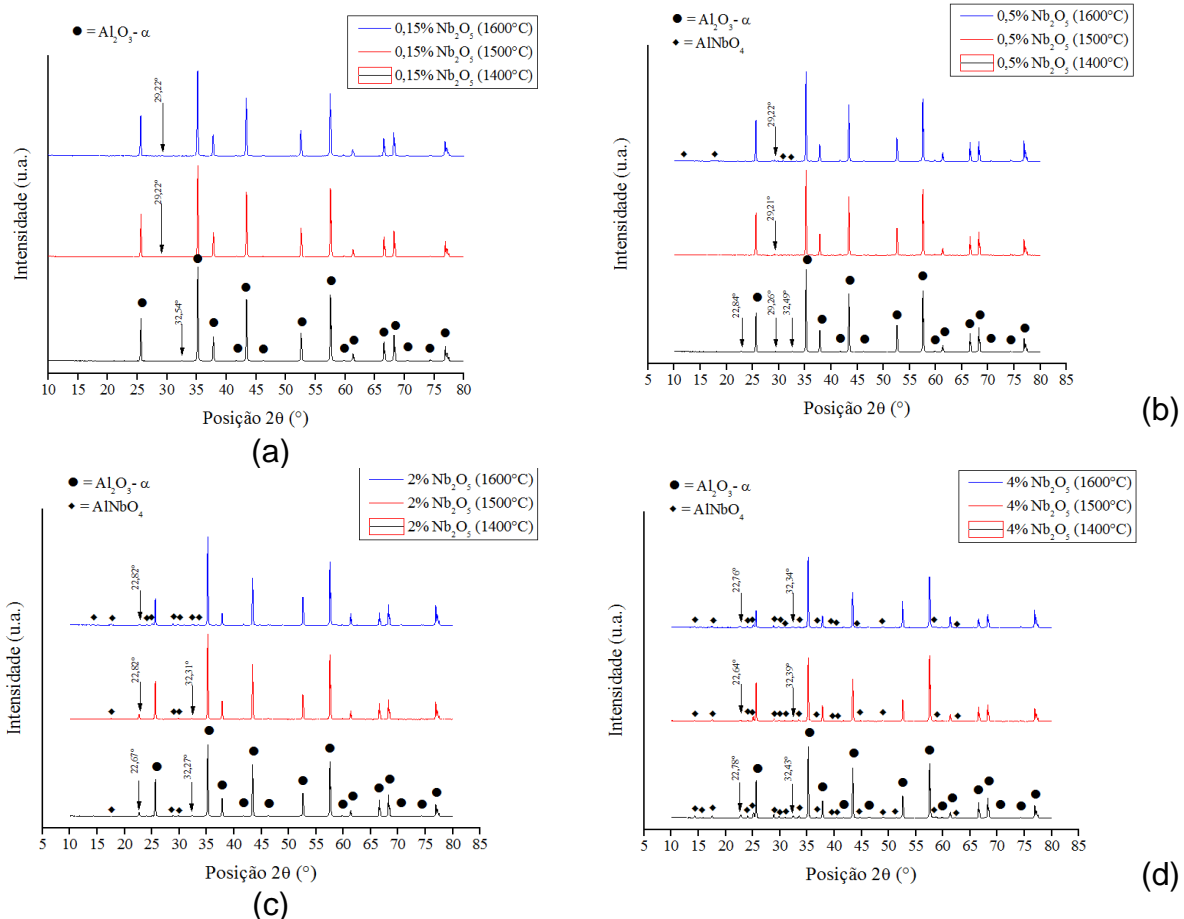 ● = Al₂O₃- α
0,15% Nb₂O₅ (1600°C)
0,15% Nb₂O₅ (1500°C)
0,15% Nb₂O₅ (1400°C)
29,22°
29,22°
32,54°
Intensidade (u.a.)
10 15 20 25 30 35 40 45 50 55 60 65 70 75 80
Posição 2θ (°)
(a)
● = Al₂O₃- α
◆ = AlNbO₄
0,5% Nb₂O₅ (1600°C)
0,5% Nb₂O₅ (1500°C)
0,5% Nb₂O₅ (1400°C)
29,22°
29,21°
22,84°
29,26°
32,49°
Intensidade (u.a.)
5 10 15 20 25 30 35 40 45 50 55 60 65 70 75 80 85
Posição 2θ (°)
(b)
● = Al₂O₃- α
◆ = AlNbO₄
2% Nb₂O₅ (1600°C)
2% Nb₂O₅ (1500°C)
2% Nb₂O₅ (1400°C)
22,82°
22,82°
32,31°
22,67°
32,27°
Intensidade (u.a.)
5 10 15 20 25 30 35 40 45 50 55 60 65 70 75 80 85
Posição 2θ (°)
(c)
● = Al₂O₃- α
◆ = AlNbO₄
4% Nb₂O₅ (1600°C)
4% Nb₂O₅ (1500°C)
4% Nb₂O₅ (1400°C)
22,76°
32,34°
22,64°
32,39°
22,78°
32,43°
Intensidade (u.a.)
5 10 15 20 25 30 35 40 45 50 55 60 65 70 75 80 85
Posição 2θ (°)
(d)